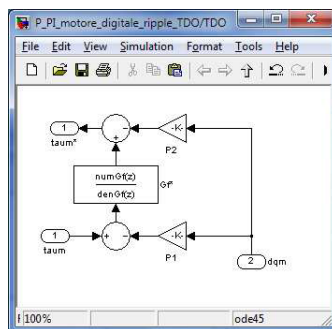 P_PI_motore_digitale_ripple_TDO/TDO
File Edit View Simulation Format Tools Help
1
taum*
-K-
P2
numGf(z)
denGf(z)
Gf*
1
taum
-K-
P1
2
dqm
100%
ode45